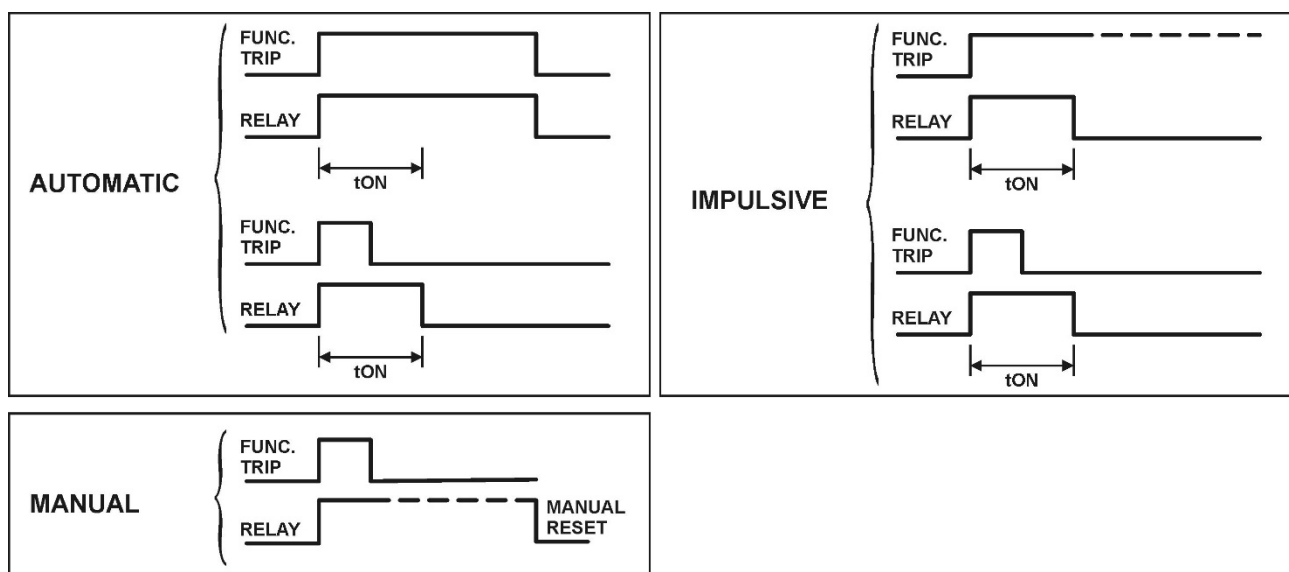 AUTOMATIC
FUNC.
TRIP
RELAY
tON
FUNC.
TRIP
RELAY
tON
IMPULSIVE
FUNC.
TRIP
RELAY
tON
FUNC.
TRIP
RELAY
tON
MANUAL
FUNC.
TRIP
RELAY
MANUAL
RESET